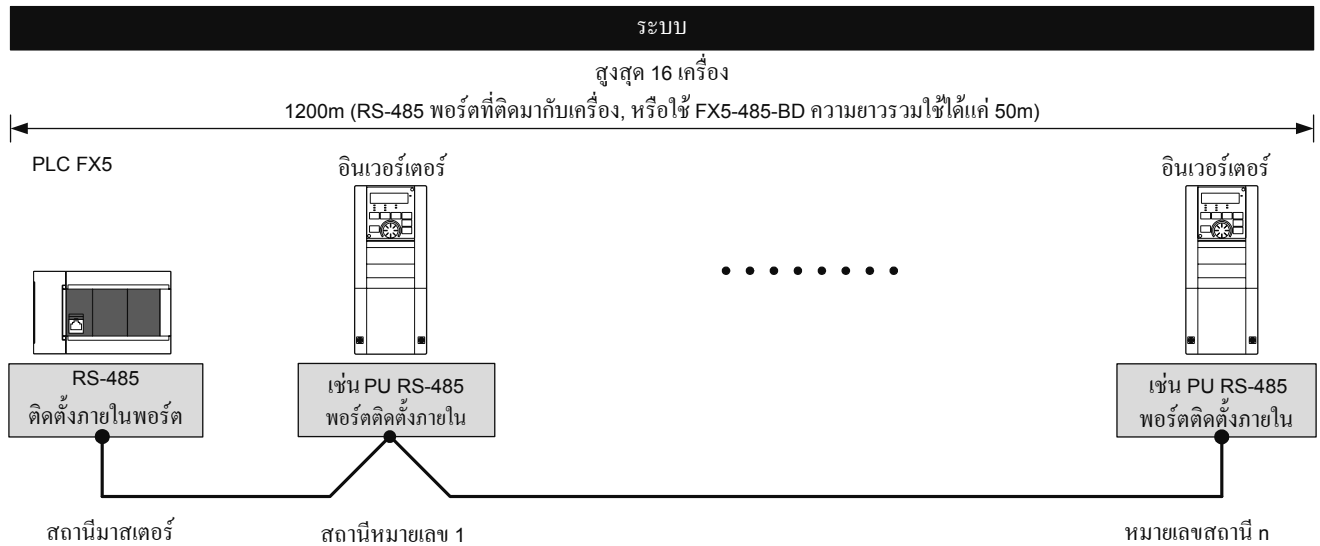 ระบบ
สูงสุด 16 เครื่อง
1200m (RS-485 พอร์ตที่ติดมากับเครื่อง, หรือใช้ FX5-485-BD ความยาวรวมใช้ได้แค่ 50m)
PLC FX5
อินเวอร์เตอร์
อินเวอร์เตอร์
RS-485
ติดตั้งภายในพอร์ต
เช่น PU RS-485
พอร์ตติดตั้งภายใน
เช่น PU RS-485
พอร์ตติดตั้งภายใน
สถานีมาสเตอร์
สถานีหมายเลข 1
หมายเลขสถานี n